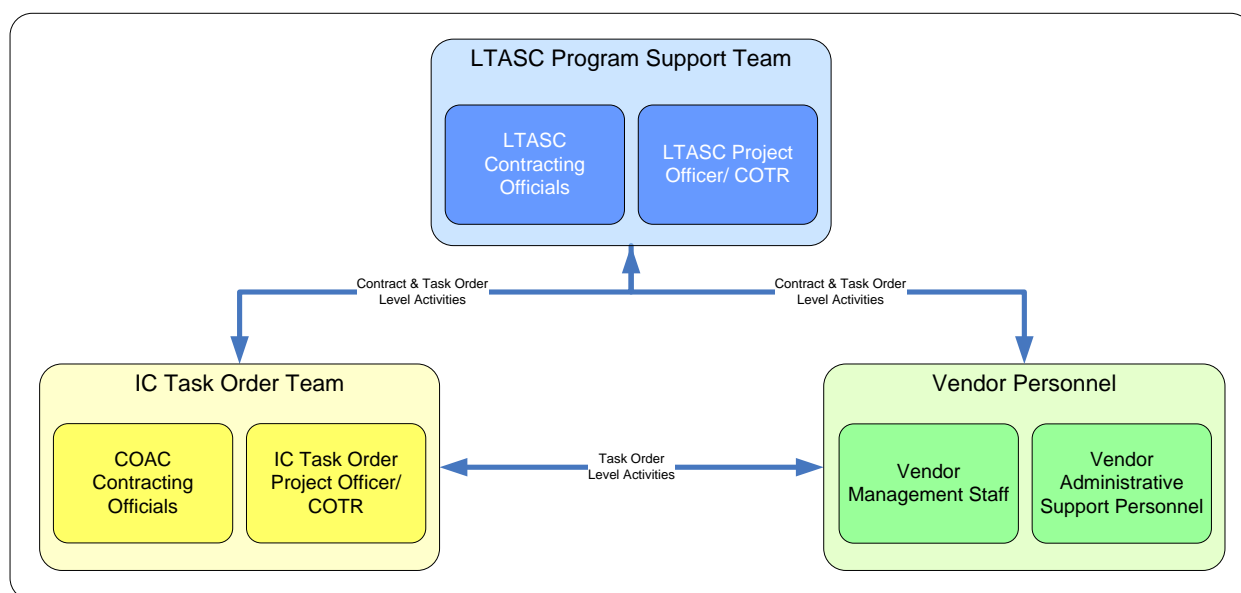 LTASC Program Support Team
LTASC
Contracting
Officials
LTASC Project
Officer/ COTR
Contract & Task Order
Level Activities
Contract & Task Order
Level Activities
IC Task Order Team
COAC
Contracting
Officials
IC Task Order
Project Officer/
COTR
Task Order
Level Activities
Vendor Personnel
Vendor
Management Staff
Vendor
Administrative
Support Personnel